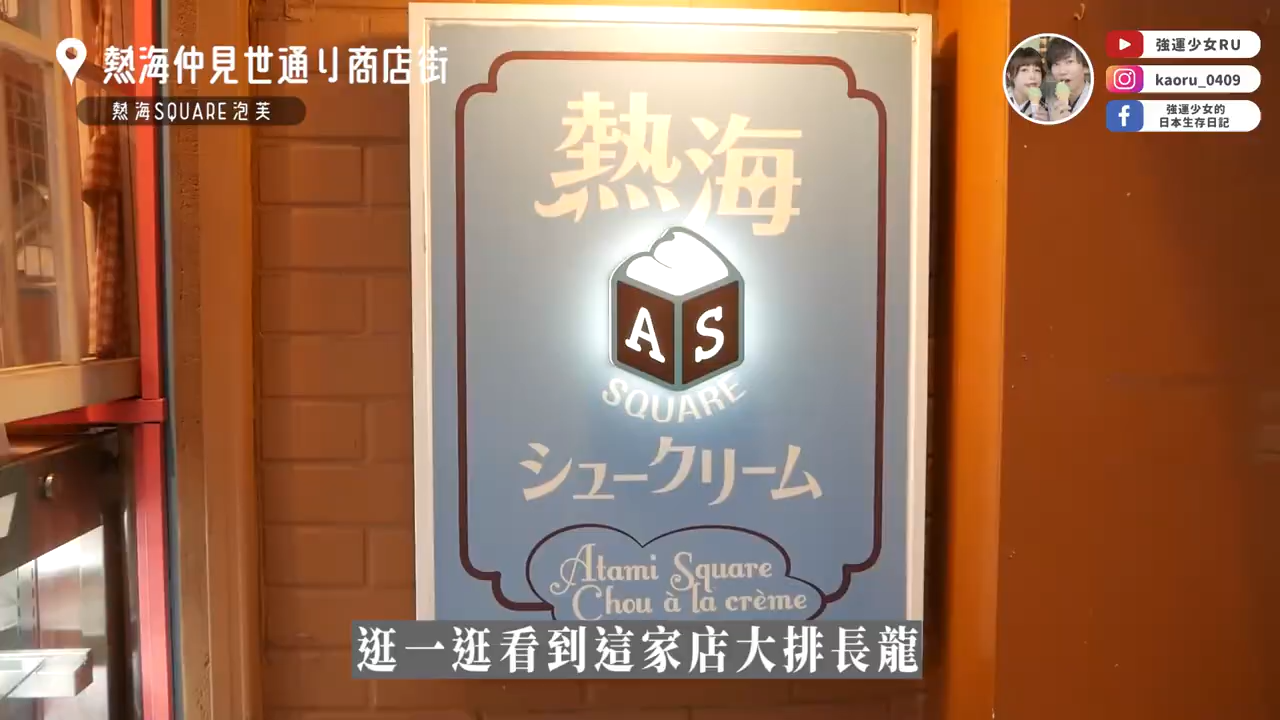 熱海仲見世通り商店街
熱海SQUARE泡芙
強運少女RU
kaoru_0409
強運少女的
日本生存日記
熱海
A S
SQUARE
シュークリーム
Atami Square
Chou à la crème
逛一逛看到這家店大排長龍